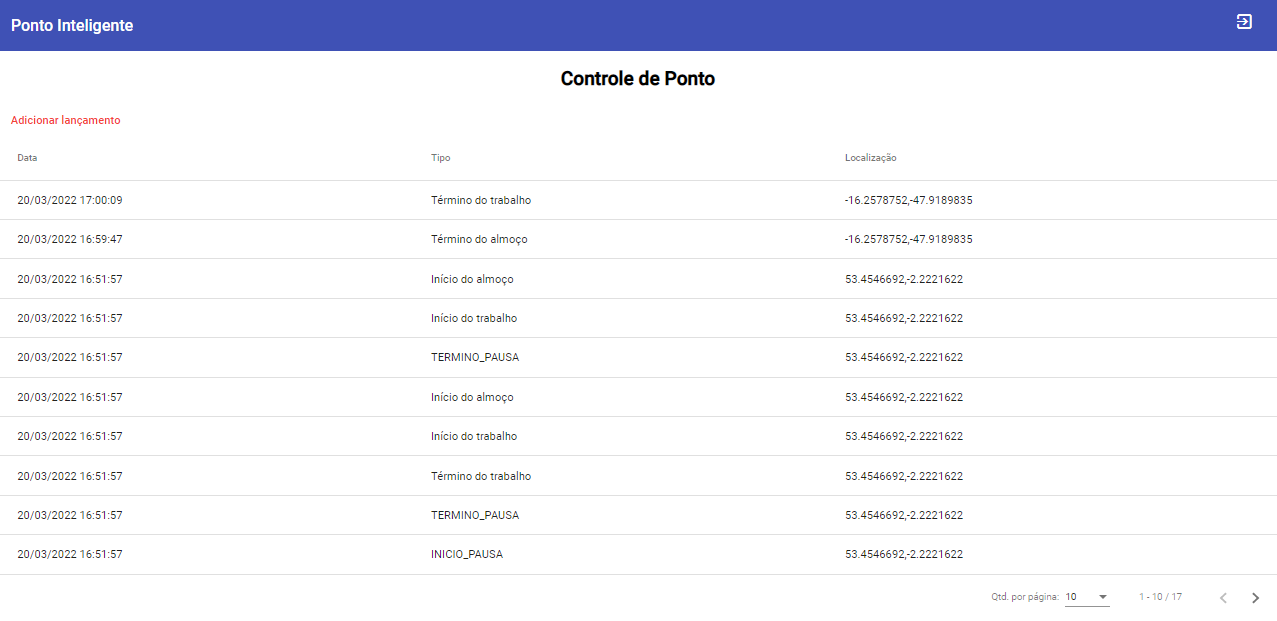 Ponto Inteligente
Controle de Ponto
Adicionar lançamento
Data Tipo Localização
20/03/2022 17:00:09 Término do trabalho -16.2578752,-47.9189835
20/03/2022 16:59:47 Término do almoço -16.2578752,-47.9189835
20/03/2022 16:51:57 Início do almoço 53.4546692,-2.2221622
20/03/2022 16:51:57 Início do trabalho 53.4546692,-2.2221622
20/03/2022 16:51:57 TERMINO_PAUSA 53.4546692,-2.2221622
20/03/2022 16:51:57 Início do almoço 53.4546692,-2.2221622
20/03/2022 16:51:57 Início do trabalho 53.4546692,-2.2221622
20/03/2022 16:51:57 Término do trabalho 53.4546692,-2.2221622
20/03/2022 16:51:57 TERMINO_PAUSA 53.4546692,-2.2221622
20/03/2022 16:51:57 INICIO_PAUSA 53.4546692,-2.2221622
Qtd. por página: 10 1 - 10 / 17